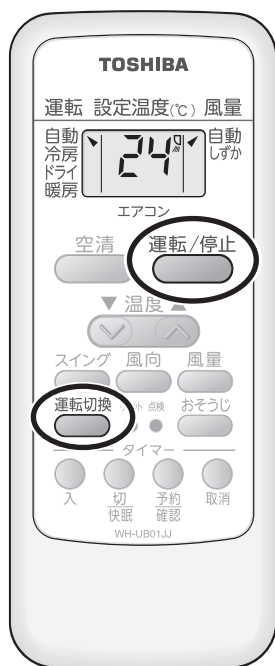 TOSHIBA
運転 設定温度(℃) 風量
自動 24 自動
冷房 しずか
ドライ
暖房
エアコン
空清 運転/停止
▼ 温度 ▲
スイング 風向 風量
運転切換 点検 おそうじ
タイマー
入 切 予約 取消
快眠 確認
WH-UB01JJ